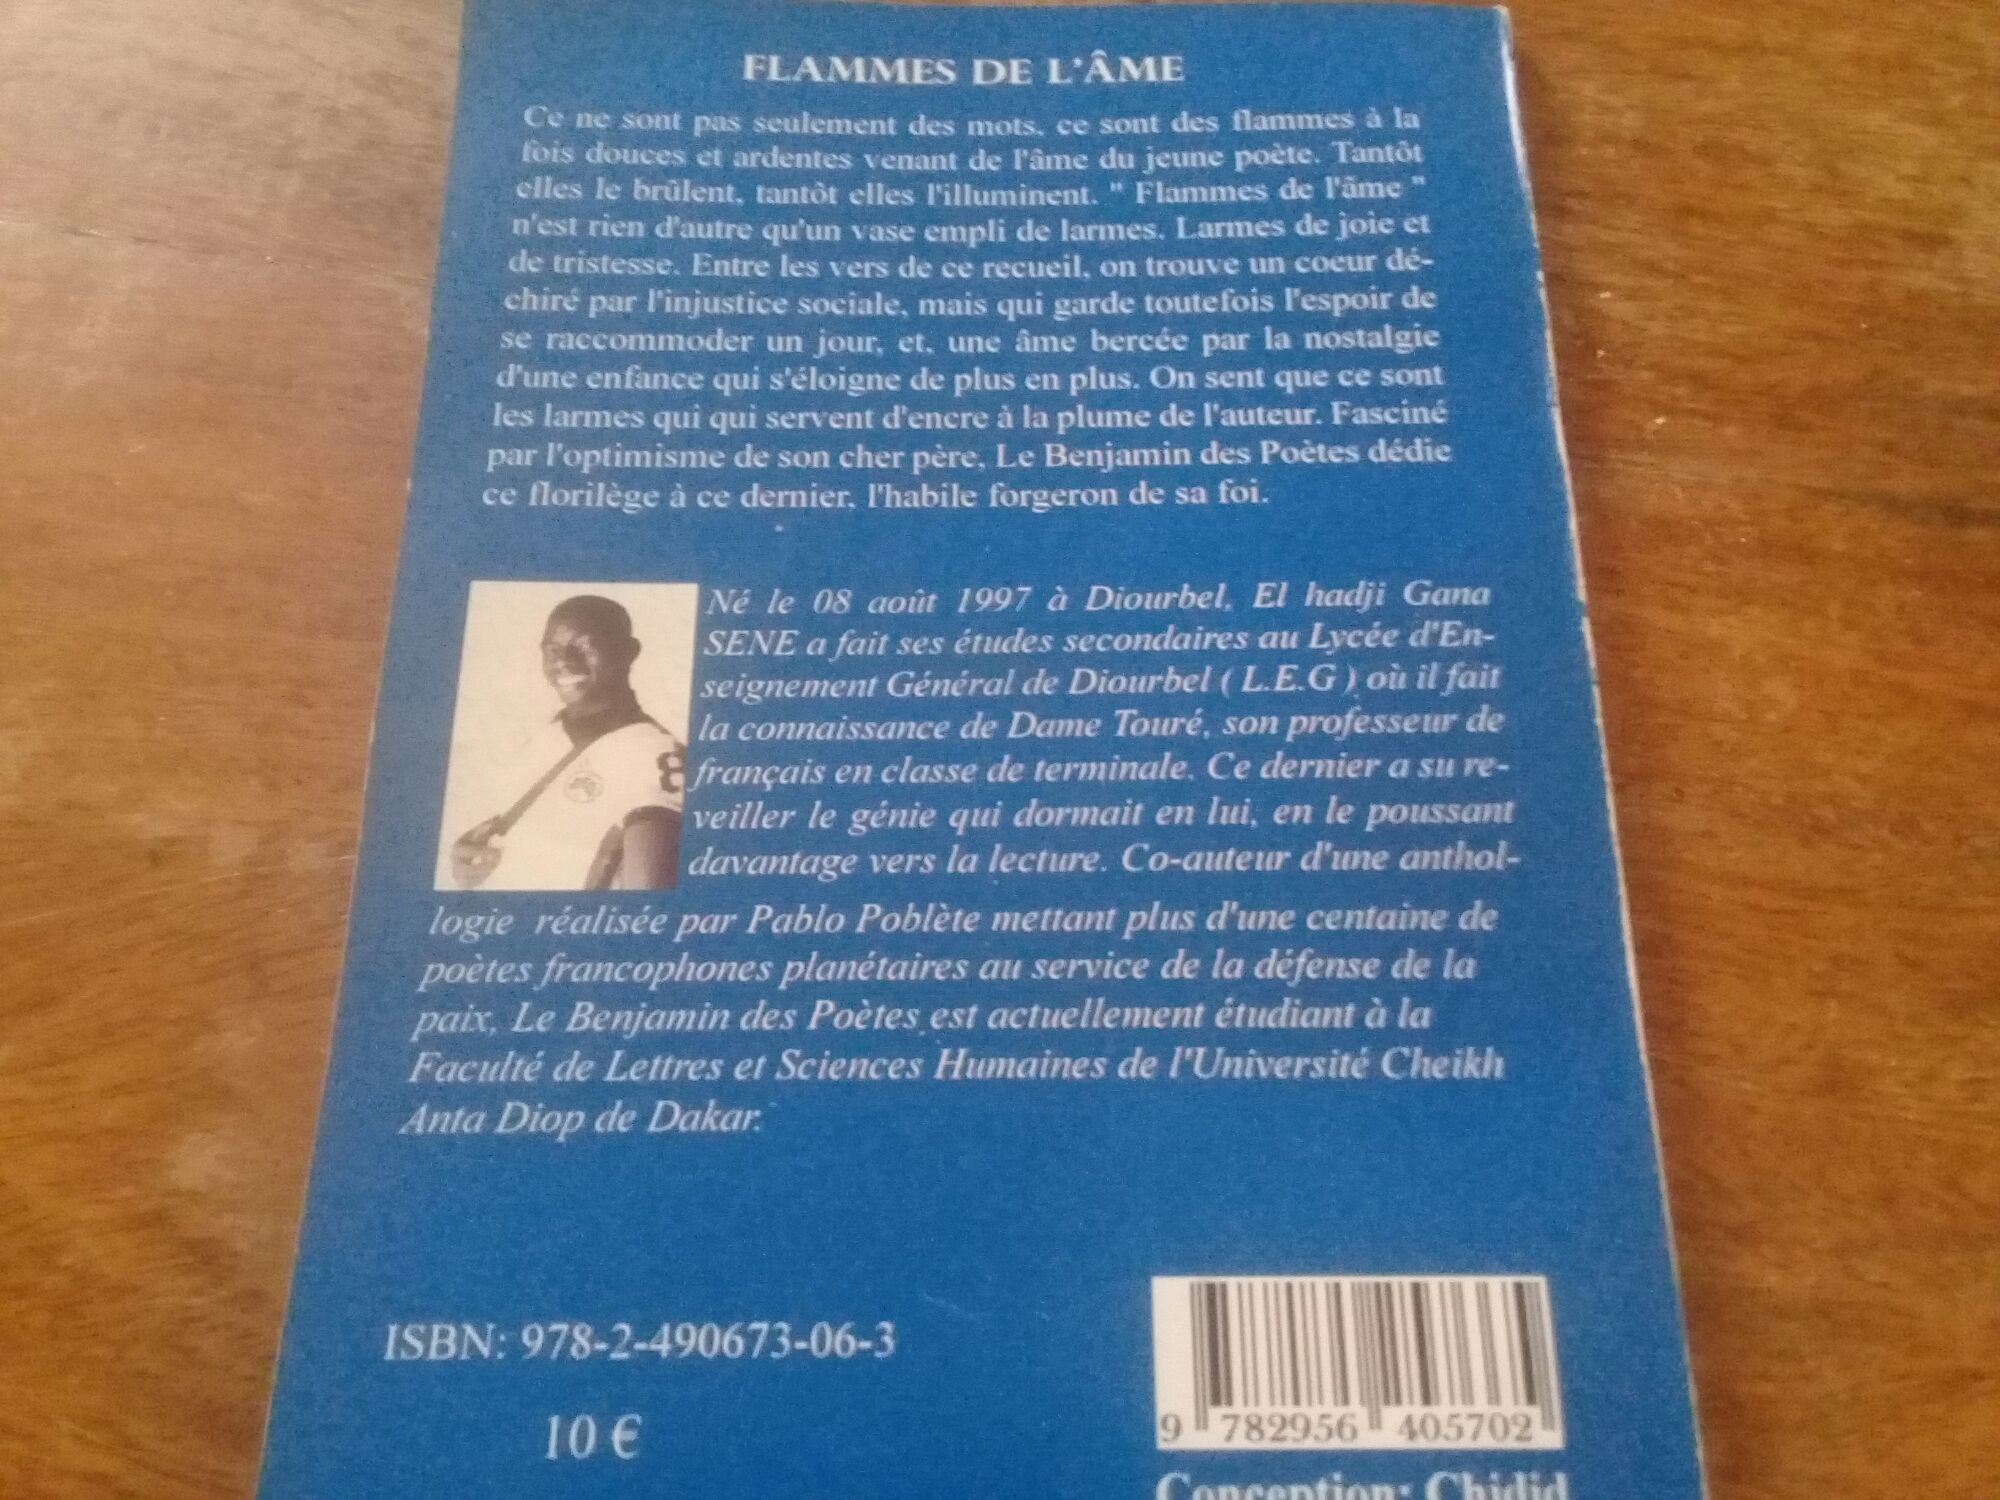 FLAMMES DE L'ÂME
Ce ne sont pas seulement des mots, ce sont des flammes à la
fois douces et ardentes venant de l'âme du jeune poète. Tantôt
elles le brûlent, tantôt elles l'illuminent. " Flammes de l'ãme "
n'est rien d'autre qu'un vase empli de larmes. Larmes de joie et
de tristesse. Entre les vers de ce recueil, on trouve un coeur dé-
chiré par l'injustice sociale, mais qui garde toutefois l'espoir de
se raccommoder un jour, et, une âme bercée par la nostalgie
d'une enfance qui s'éloigne de plus en plus. On sent que ce sont
les larmes qui qui servent d'encre à la plume de l'auteur. Fasciné
par l'optimisme de son cher père, Le Benjamin des Poètes dédie
ce florilège à ce dernier, l'habile forgeron de sa foi.
Né le 08 août 1997 à Diourbel, El hadji Gana
SENE a fait ses études secondaires au Lycée d'En-
seignement Général de Diourbel ( L.E.G ) où il fait
la connaissance de Dame Touré, son professeur de
français en classe de terminale. Ce dernier a su re-
veiller le génie qui dormait en lui, en le poussant
davantage vers la lecture. Co-auteur d'une anthol-
logie réalisée par Pablo Poblète mettant plus d'une centaine de
poètes francophones planétaires au service de la défense de la
paix, Le Benjamin des Poètes est actuellement étudiant à la
Faculté de Lettres et Sciences Humaines de l'Université Cheikh
Anta Diop de Dakar.
8
ISBN: 978-2-490673-06-3
10 €
9 782956 405702
Conception: Chidid